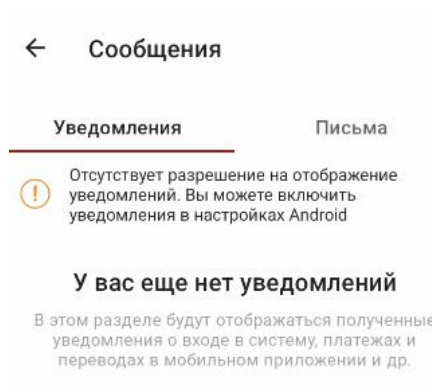 Сообщения
Уведомления
Письма
Отсутствует разрешение на отображение
уведомлений. Вы можете включить
уведомления в настройках Android
У вас еще нет уведомлений
В этом разделе будут отображаться полученные
уведомления о входе в систему, платежах и
переводах в мобильном приложении и др.